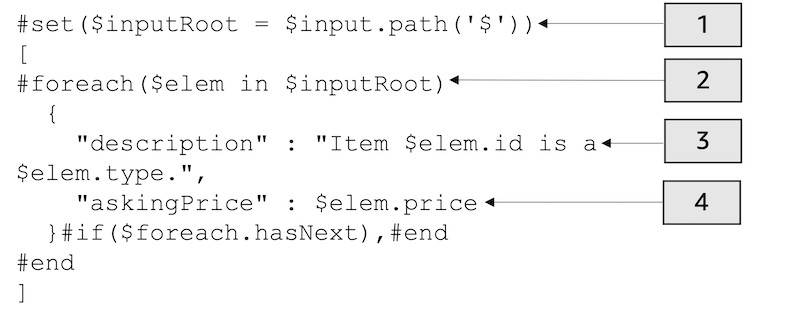 #set($inputRoot = $input.path('$')) 1
[
#foreach($elem in $inputRoot) 2
{
"description" : "Item $elem.id is a 3
$elem.type.",
"askingPrice" : $elem.price 4
}#if($foreach.hasNext),#end
#end
]